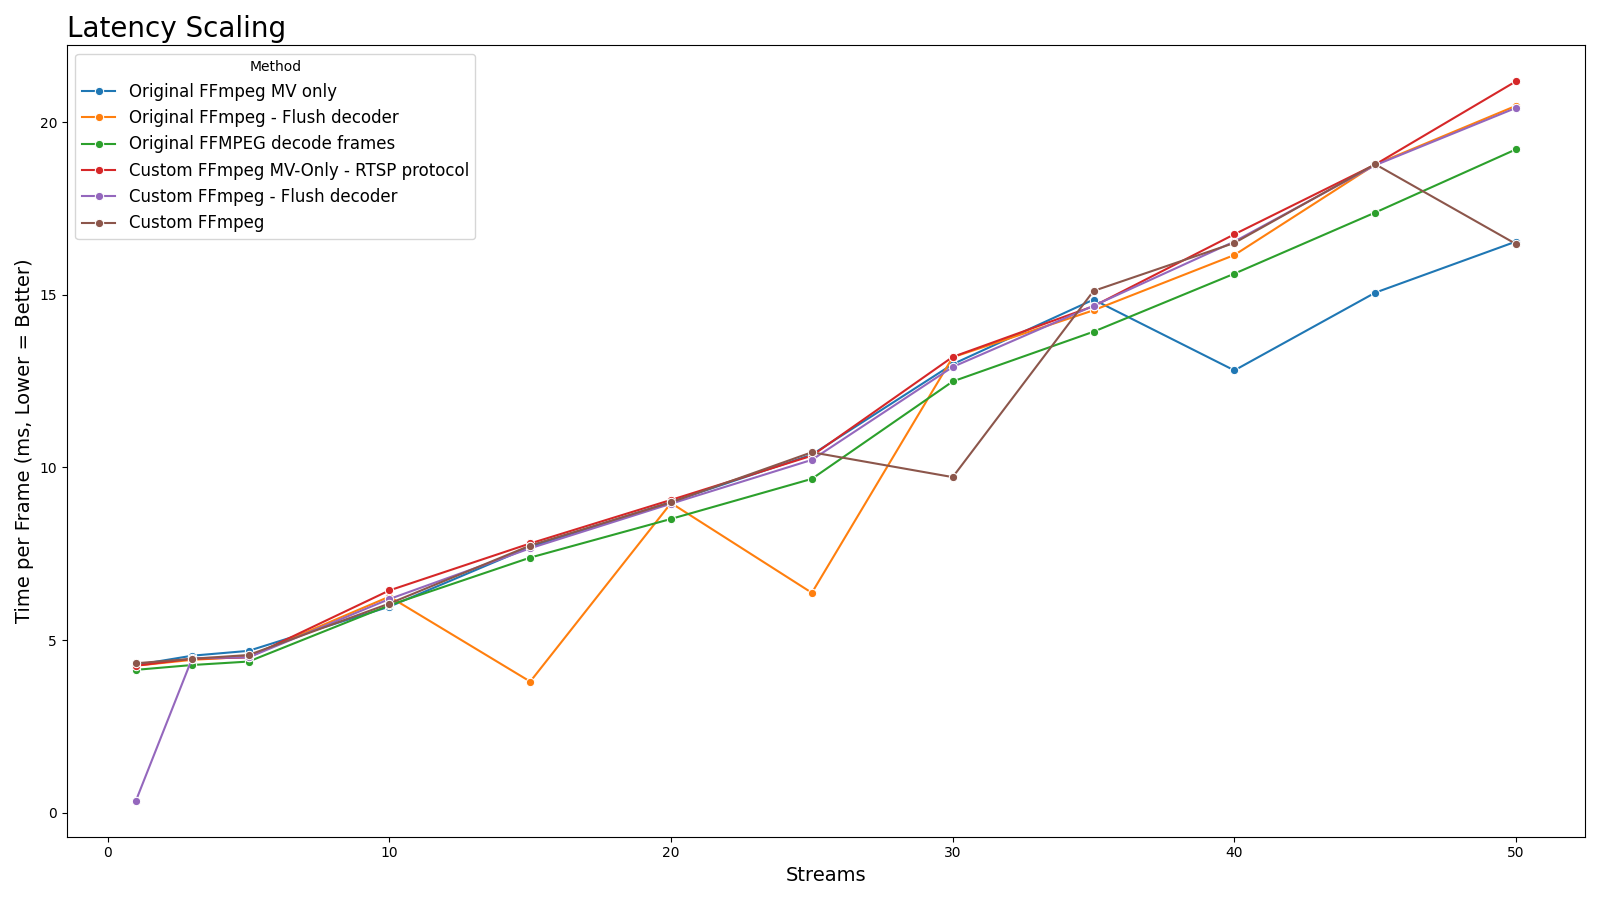 Latency Scaling
Method
Original FFmpeg MV only
Original FFmpeg - Flush decoder
Original FFMPEG decode frames
Custom FFmpeg MV-Only - RTSP protocol
Custom FFmpeg - Flush decoder
Custom FFmpeg
Time per Frame (ms, Lower = Better)
20
15
10
5
0
0 10 20 30 40 50
Streams